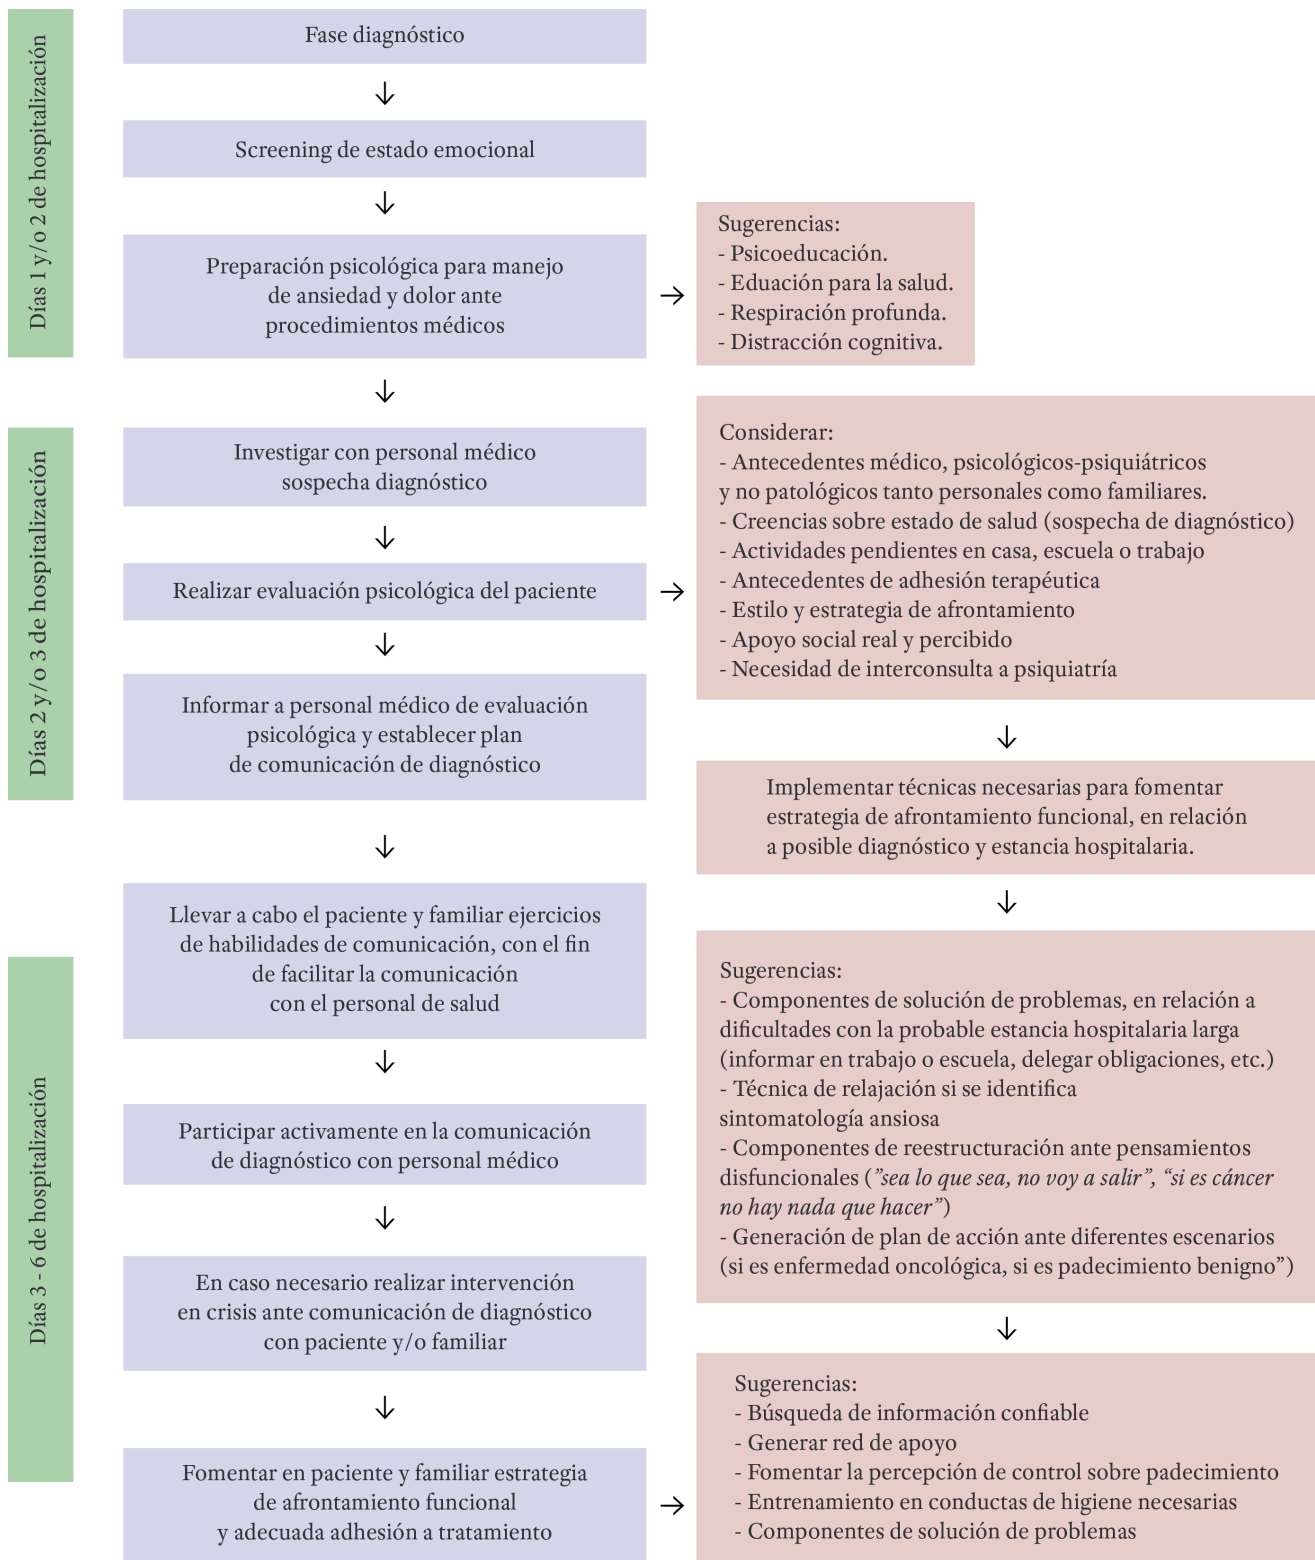 Días 1 y/o 2 de hospitalización
Fase diagnóstico
Screening de estado emocional
Preparación psicológica para manejo
de ansiedad y dolor ante
procedimientos médicos
Sugerencias:
- Psicoeducación.
- Eduación para la salud.
- Respiración profunda.
- Distracción cognitiva.
Días 2 y/o 3 de hospitalización
Investigar con personal médico
sospecha diagnóstico
Realizar evaluación psicológica del paciente
Informar a personal médico de evaluación
psicológica y establecer plan
de comunicación de diagnóstico
Considerar:
- Antecedentes médico, psicológicos-psiquiátricos
y no patológicos tanto personales como familiares.
- Creencias sobre estado de salud (sospecha de diagnóstico)
- Actividades pendientes en casa, escuela o trabajo
- Antecedentes de adhesión terapéutica
- Estilo y estrategia de afrontamiento
- Apoyo social real y percibido
- Necesidad de interconsulta a psiquiatría
Implementar técnicas necesarias para fomentar
estrategia de afrontamiento funcional, en relación
a posible diagnóstico y estancia hospitalaria.
Días 3 - 6 de hospitalización
Llevar a cabo el paciente y familiar ejercicios
de habilidades de comunicación, con el fin
de facilitar la comunicación
con el personal de salud
Participar activamente en la comunicación
de diagnóstico con personal médico
En caso necesario realizar intervención
en crisis ante comunicación de diagnóstico
con paciente y/o familiar
Fomentar en paciente y familiar estrategia
de afrontamiento funcional
y adecuada adhesión a tratamiento
Sugerencias:
- Componentes de solución de problemas, en relación a
dificultades con la probable estancia hospitalaria larga
(informar en trabajo o escuela, delegar obligaciones, etc.)
- Técnica de relajación si se identifica
sintomatología ansiosa
- Componentes de reestructuración ante pensamientos
disfuncionales (”sea lo que sea, no voy a salir”, “si es cáncer
no hay nada que hacer”)
- Generación de plan de acción ante diferentes escenarios
(si es enfermedad oncológica, si es padecimiento benigno”)
Sugerencias:
- Búsqueda de información confiable
- Generar red de apoyo
- Fomentar la percepción de control sobre padecimiento
- Entrenamiento en conductas de higiene necesarias
- Componentes de solución de problemas